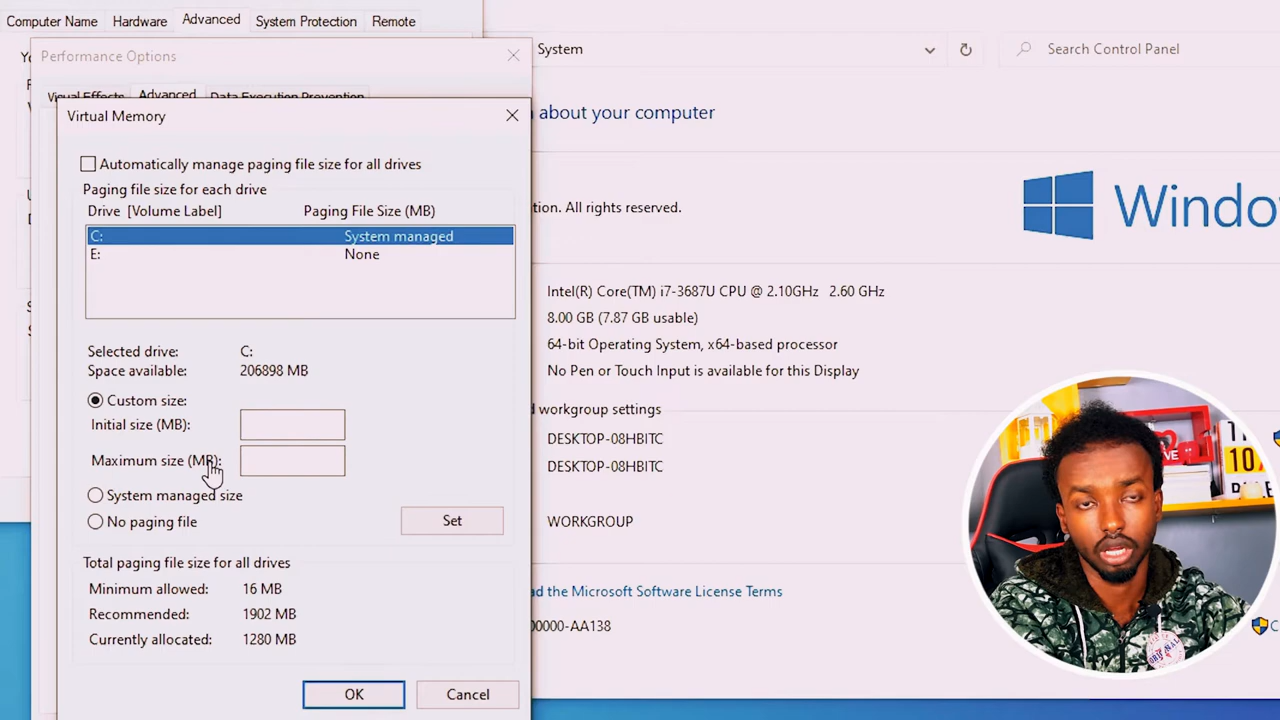 Computer Name Hardware Advanced System Protection Remote
Performance Options
System
Search Control Panel
Visual Effects Advanced Data Execution Prevention
Virtual Memory
about your computer
Automatically manage paging file size for all drives
Paging file size for each drive
Drive [Volume Label] Paging File Size (MB)
All rights reserved.
Windo
C: System managed
E: None
Intel(R) Core(TM) i7-3687U CPU @ 2.10GHz 2.60 GHz
8.00 GB (7.87 GB usable)
64-bit Operating System, x64-based processor
No Pen or Touch Input is available for this Display
Selected drive: C:
Space available: 206898 MB
Custom size:
Initial size (MB):
Maximum size (MB):
System managed size
No paging file
Set
workgroup settings
DESKTOP-08HBITC
DESKTOP-08HBITC
WORKGROUP
Total paging file size for all drives
Minimum allowed: 16 MB
Recommended: 1902 MB
Currently allocated: 1280 MB
the Microsoft Software License Terms
00000-AA138
OK Cancel
ORIGINAL